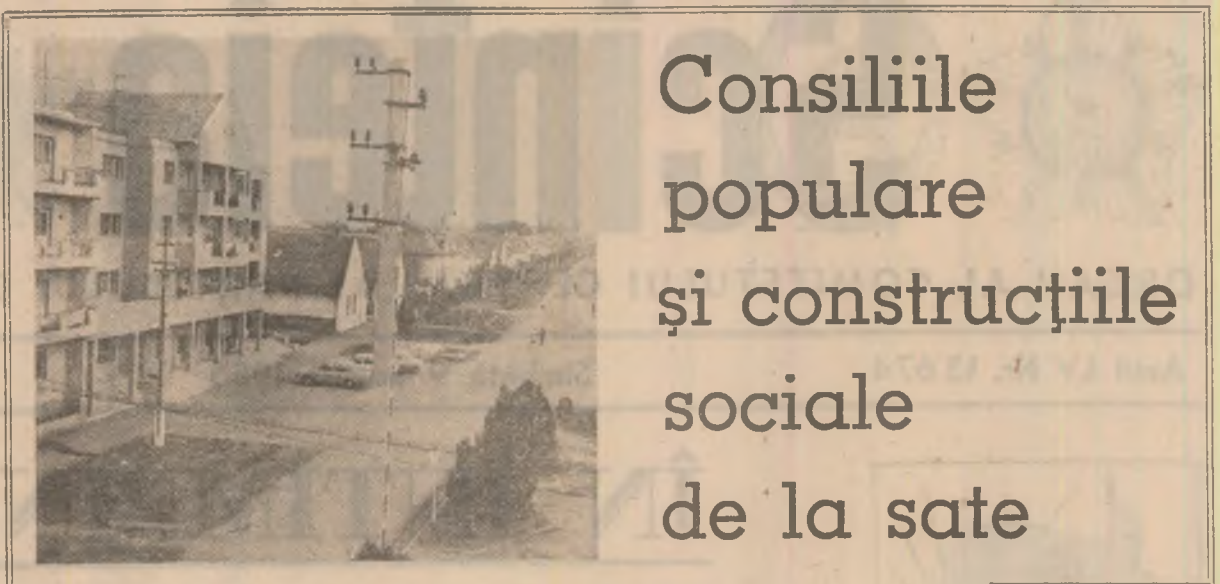 Consiliile
populare
și construcțiile
sociale
de la sate